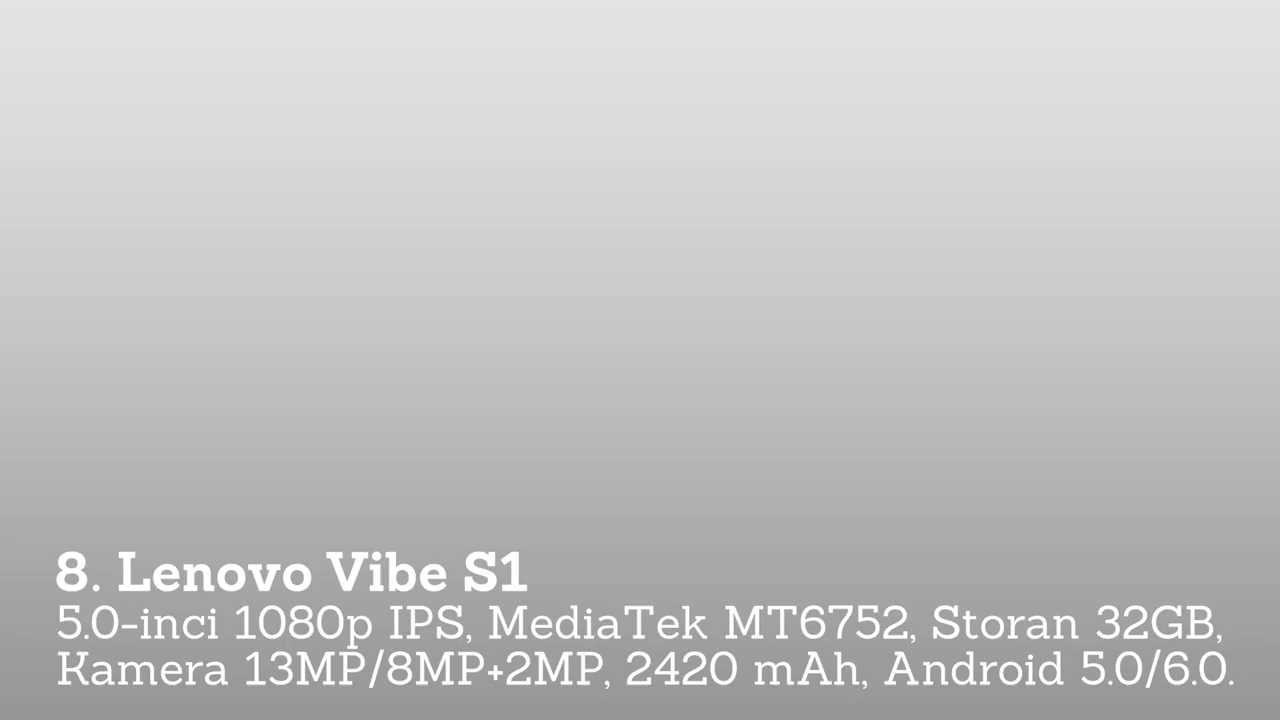 8. Lenovo Vibe S1
5.0-inci 1080p IPS, MediaTek MT6752, Storan 32GB,
Kamera 13MP/8MP+2MP, 2420 mAh, Android 5.0/6.0.